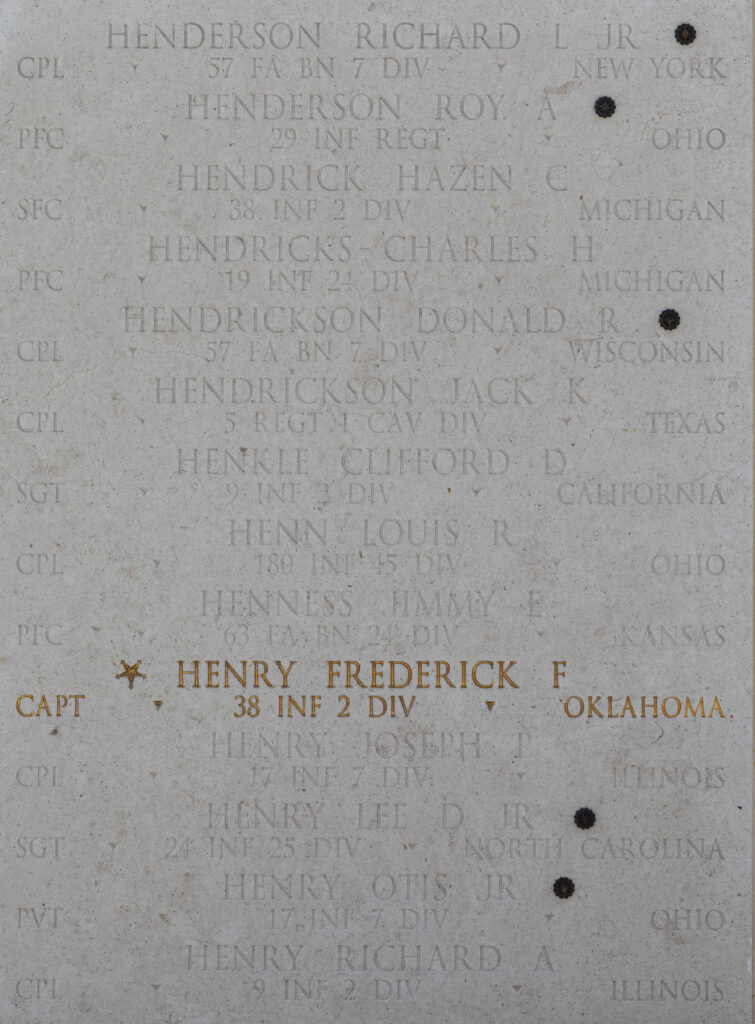 HENDERSON RICHARD L JR
CPL 57 FA BN 7 DIV NEW YORK
HENDERSON ROY A
PFC 29 INF REGT OHIO
HENDRICK HAZEN C
SFC 38 INF 2 DIV MICHIGAN
HENDRICKS CHARLES H
PFC 19 INF 24 DIV MICHIGAN
HENDRICKSON DONALD R
CPL 57 FA BN 7 DIV WISCONSIN
HENDRICKSON JACK K
CPL 5 REGT 1 CAV DIV TEXAS
HENKLE CLIFFORD D
SGT 9 INF 2 DIV CALIFORNIA
HENN LOUIS R
CPL 180 INF 45 DIV OHIO
HENNESS JIMMY E
PFC 63 FA BN 24 DIV KANSAS
HENRY FREDERICK F
CAPT 38 INF 2 DIV OKLAHOMA
HENRY JOSEPH P
CPL 17 INF 7 DIV ILLINOIS
HENRY LEE D JR
SGT 24 INF 25 DIV NORTH CAROLINA
HENRY OTIS JR
PVT 17 INF 7 DIV OHIO
HENRY RICHARD A
CPL 9 INF 2 DIV ILLINOIS